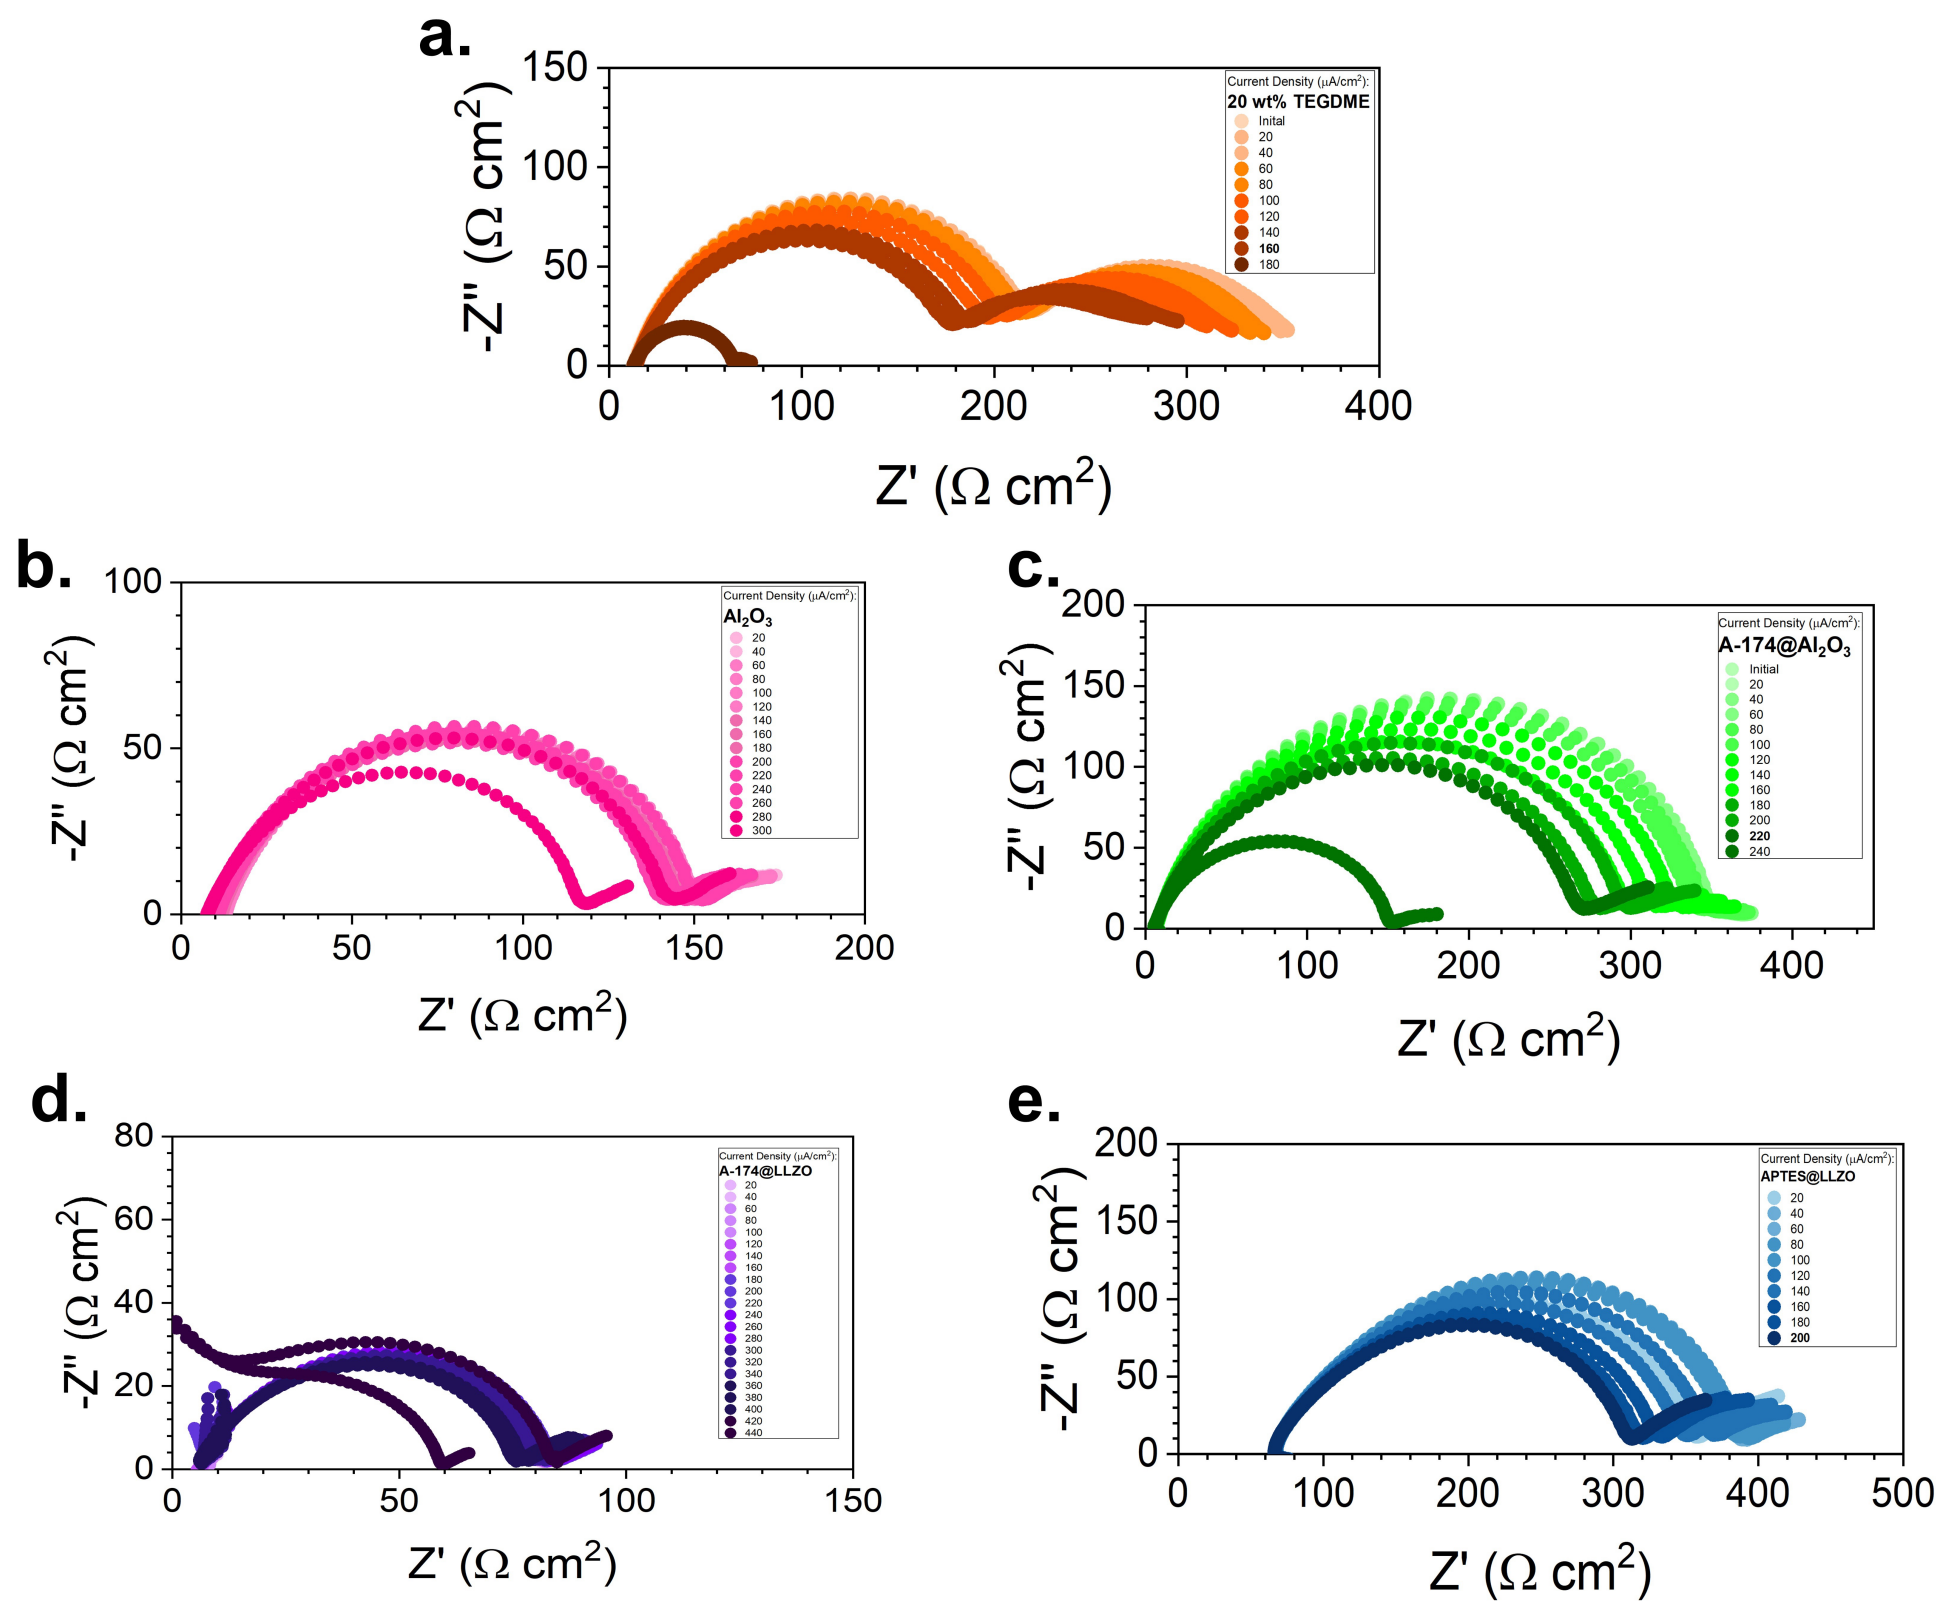 a.
150
100
50
0
-Z'' (Ω cm²)
0 100 200 300 400
Z' (Ω cm²)
Current Density (μA/cm²):
20 wt% TEGDME
Inital
20
40
60
80
100
120
140
160
180
b.
100
50
0
-Z'' (Ω cm²)
0 50 100 150 200
Z' (Ω cm²)
Current Density (μA/cm²):
Al₂O₃
20
40
60
80
100
120
140
160
180
200
220
240
260
280
300
c.
200
150
100
50
0
-Z'' (Ω cm²)
0 100 200 300 400
Z' (Ω cm²)
Current Density (μA/cm²):
A-174@Al₂O₃
Initial
20
40
60
80
100
120
140
160
180
200
220
240
d.
80
60
40
20
0
-Z'' (Ω cm²)
0 50 100 150
Z' (Ω cm²)
Current Density (μA/cm²):
A-174@LLZO
20
40
60
80
100
120
140
160
180
200
220
240
260
280
300
320
340
360
380
400
420
440
e.
200
150
100
50
0
-Z'' (Ω cm²)
0 100 200 300 400 500
Z' (Ω cm²)
Current Density (μA/cm²):
APTES@LLZO
20
40
60
80
100
120
140
160
180
200